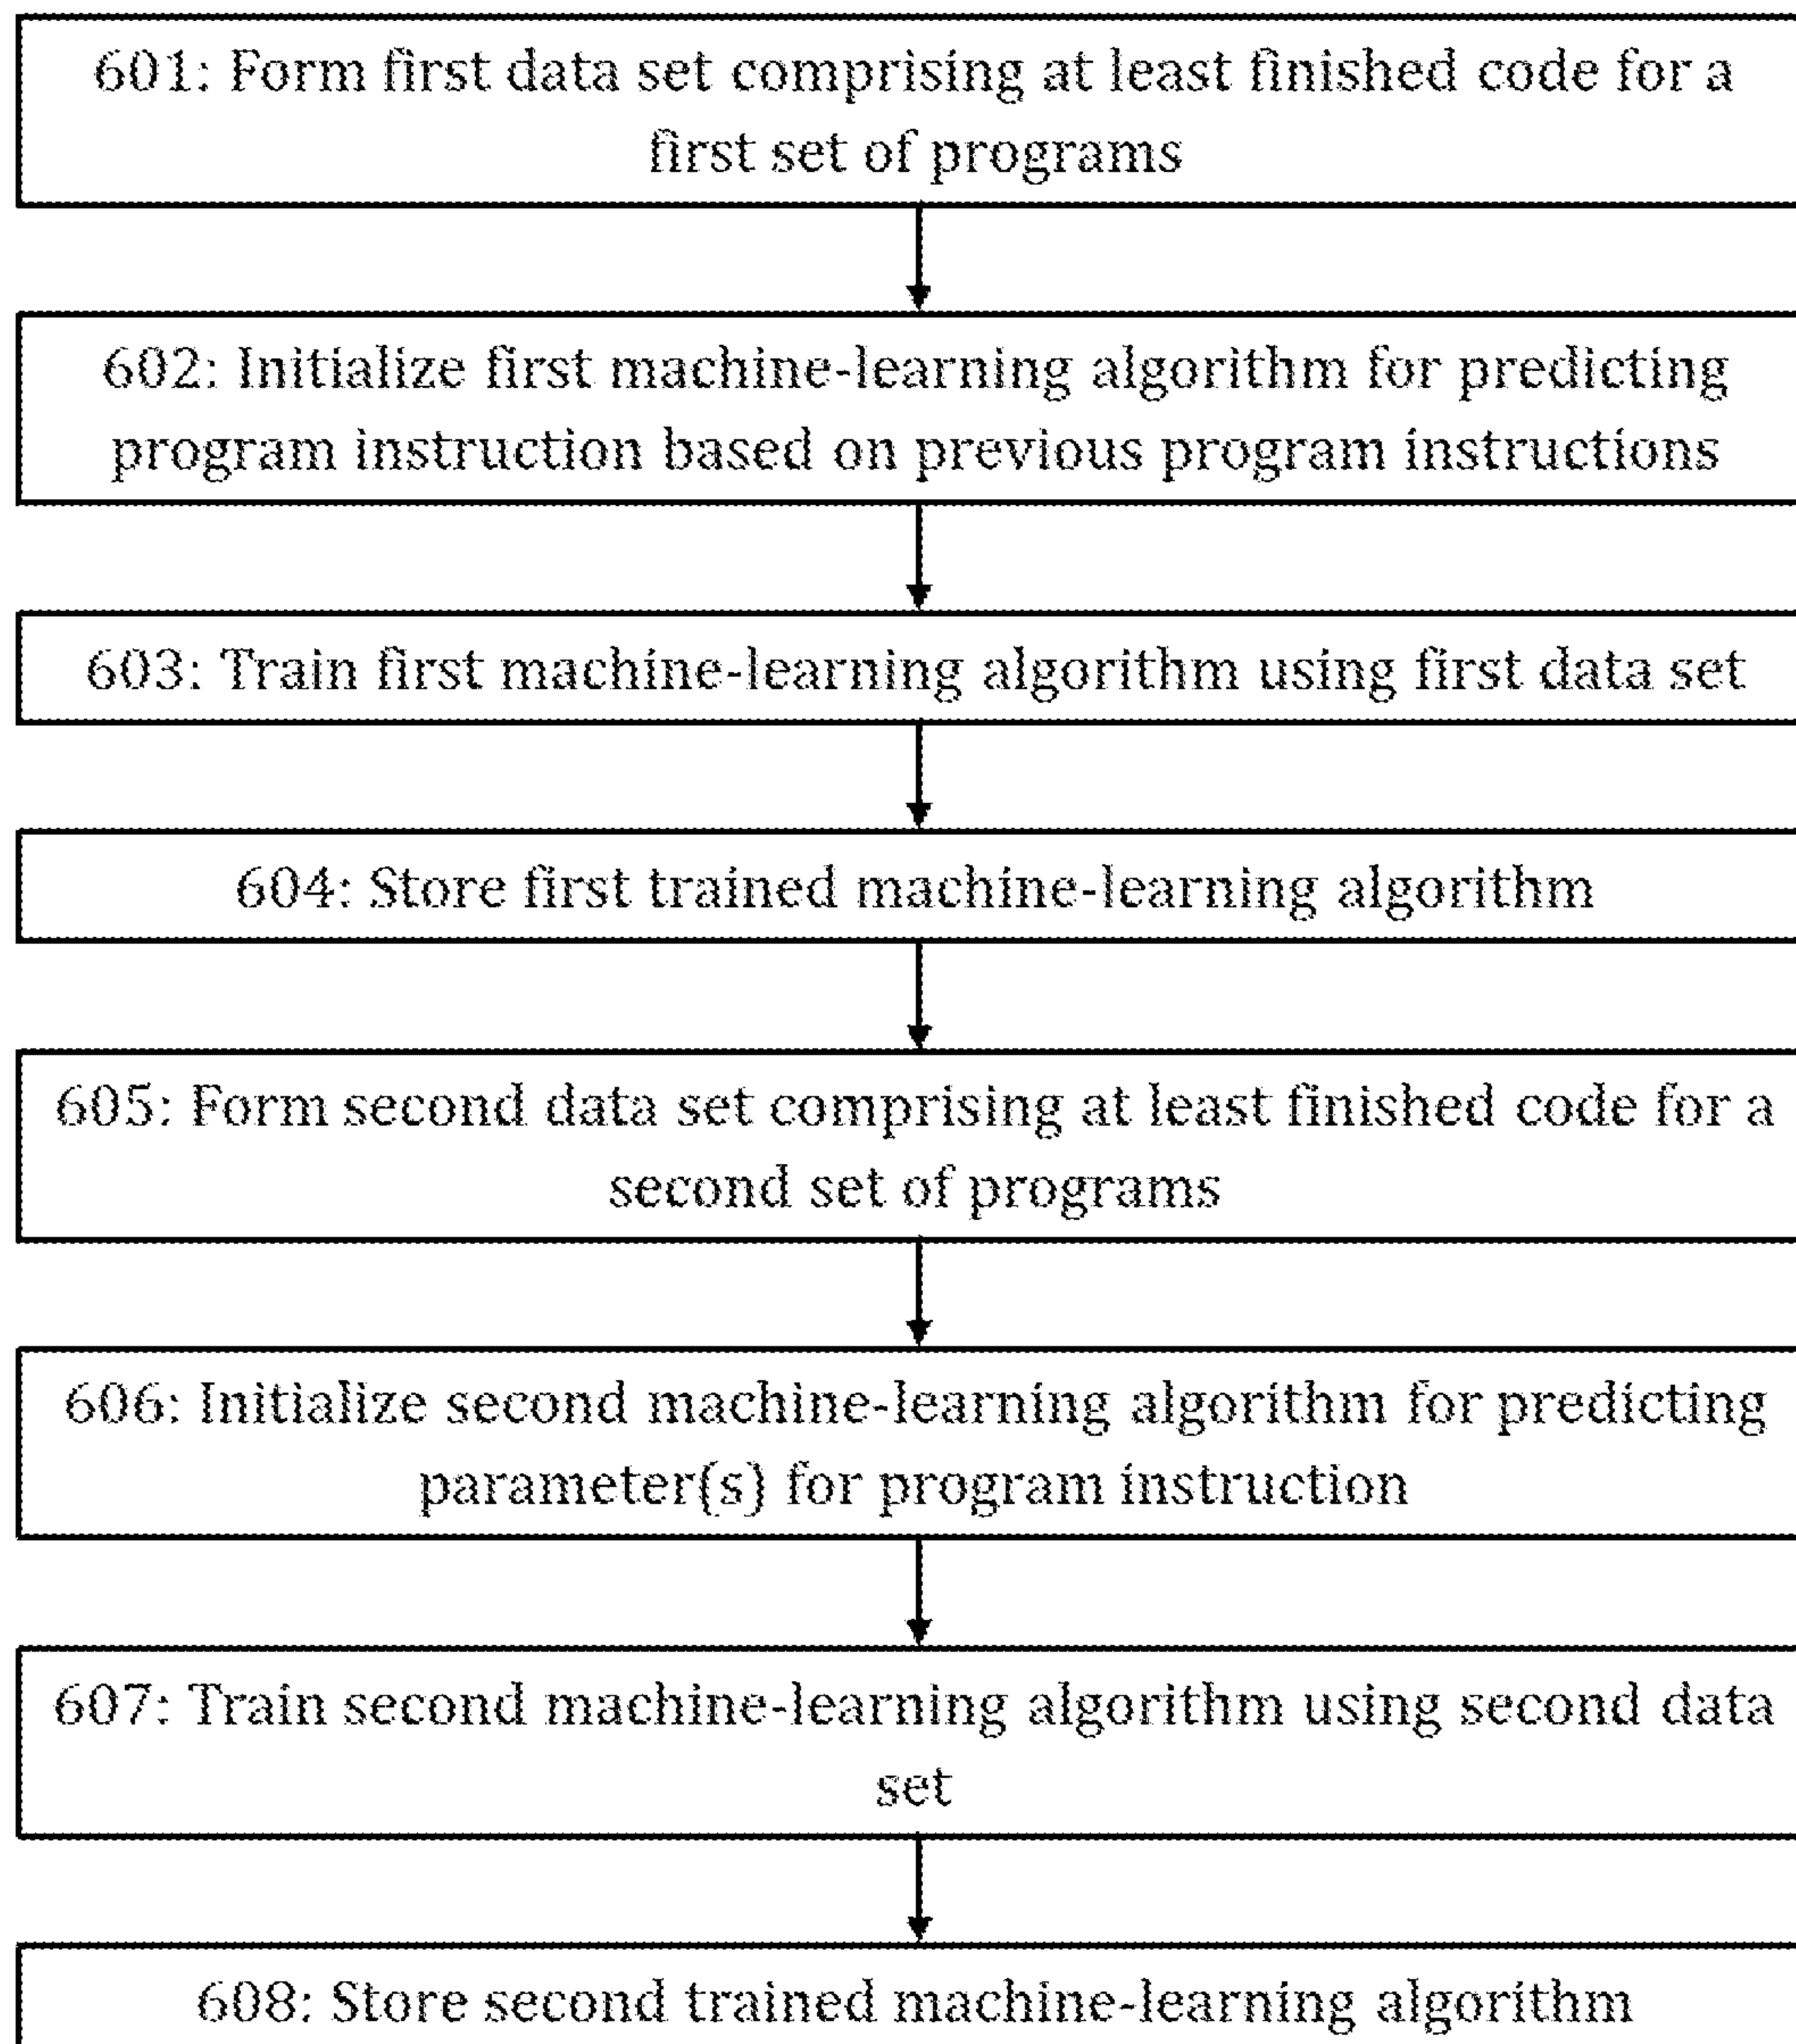 601: Form first data set comprising at least finished code for a
first set of programs
602: Initialize first machine-learning algorithm for predicting
program instruction based on previous program instructions
603: Train first machine-learning algorithm using first data set
604: Store first trained machine-learning algorithm
605: Form second data set comprising at least finished code for a
second set of programs
606: Initialize second machine-learning algorithm for predicting
parameter(s) for program instruction
607: Train second machine-learning algorithm using second data
set
608: Store second trained machine-learning algorithm